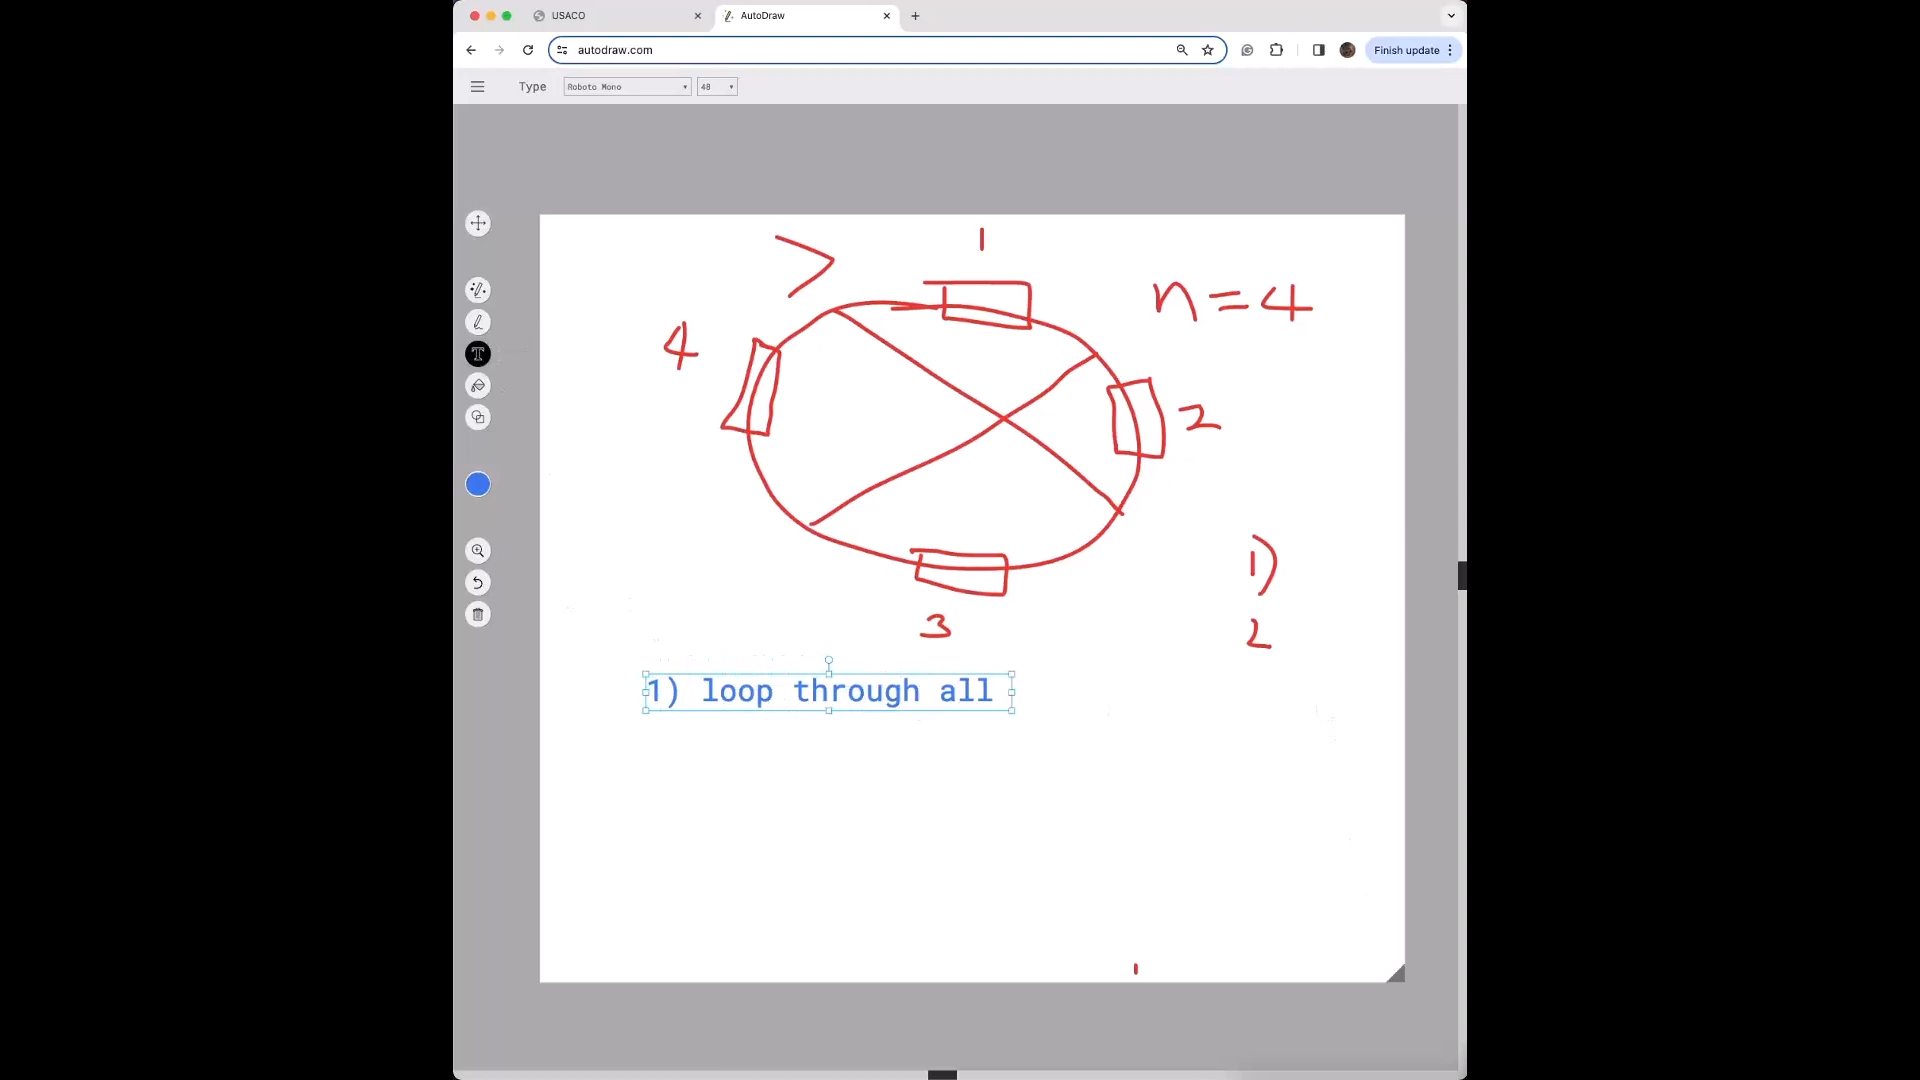 USACO
AutoDraw
autodraw.com
Finish update
Type
Roboto Mono
48
1
n=4
4
2
1)
2
3
1) loop through all